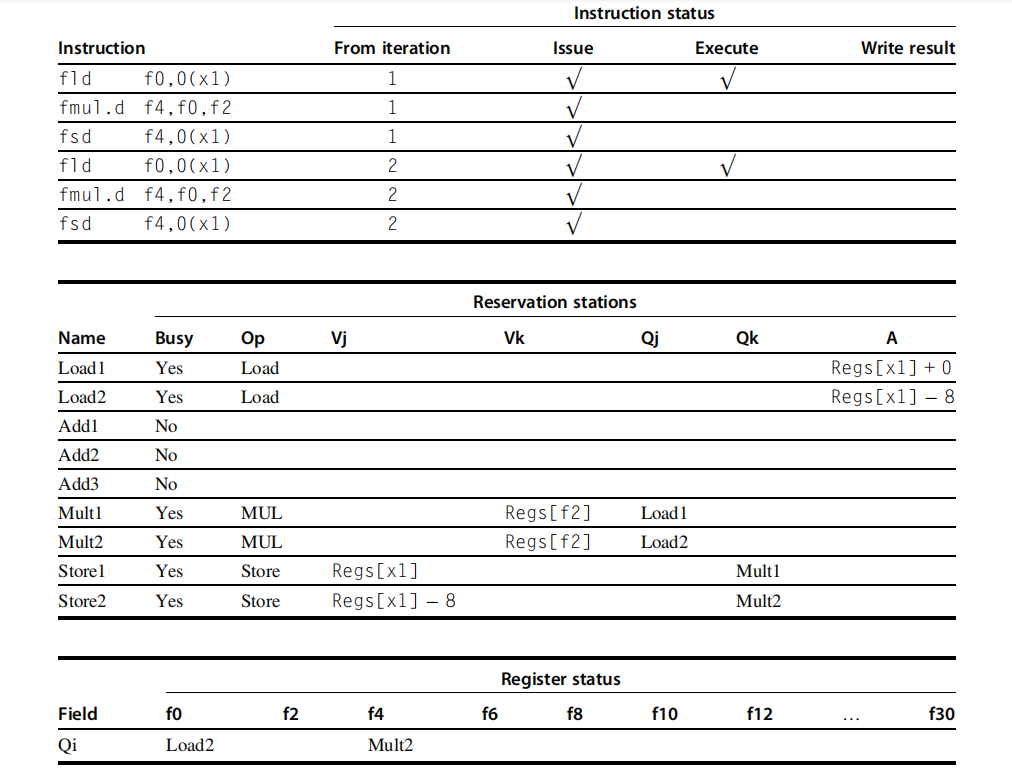 Instruction status
Instruction From iteration Issue Execute Write result
fld f0,0(x1) 1 √ √
fmul.d f4,f0,f2 1 √
fsd f4,0(x1) 1 √
fld f0,0(x1) 2 √ √
fmul.d f4,f0,f2 2 √
fsd f4,0(x1) 2 √
Reservation stations
Name Busy Op Vj Vk Qj Qk A
Load1 Yes Load Regs[x1] + 0
Load2 Yes Load Regs[x1] − 8
Add1 No
Add2 No
Add3 No
Mult1 Yes MUL Regs[f2] Load1
Mult2 Yes MUL Regs[f2] Load2
Store1 Yes Store Regs[x1] Mult1
Store2 Yes Store Regs[x1] − 8 Mult2
Register status
Field f0 f2 f4 f6 f8 f10 f12 … f30
Qi Load2 Mult2